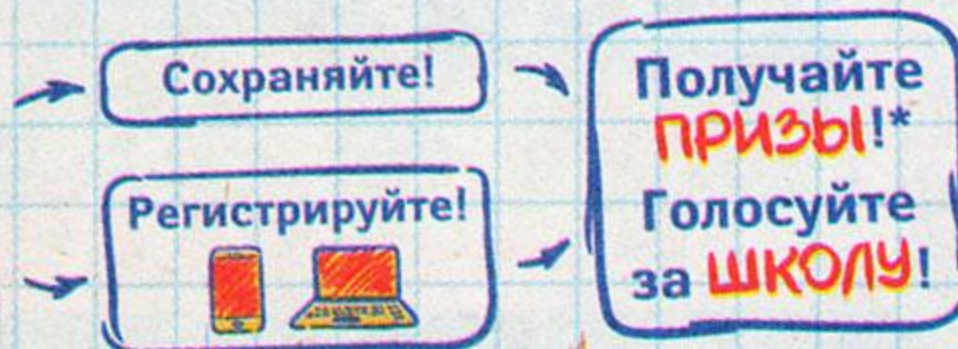 Сохраняйте!
Регистрируйте!
Получайте
ПРИЗЫ!*
Голосуйте
за ШКОЛУ!